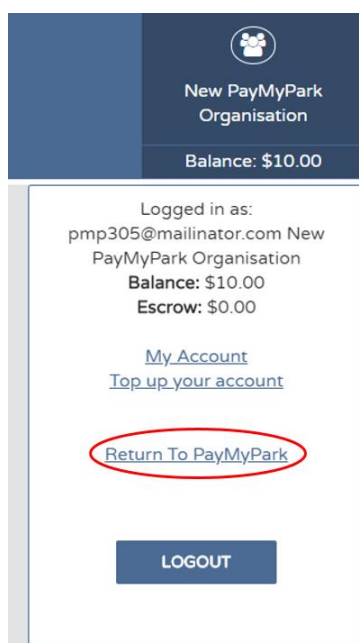 New PayMyPark
Organisation
Balance: $10.00
Logged in as:
pmp305@mailinator.com New
PayMyPark Organisation
Balance: $10.00
Escrow: $0.00
My Account
Top up your account
Return To PayMyPark
LOGOUT